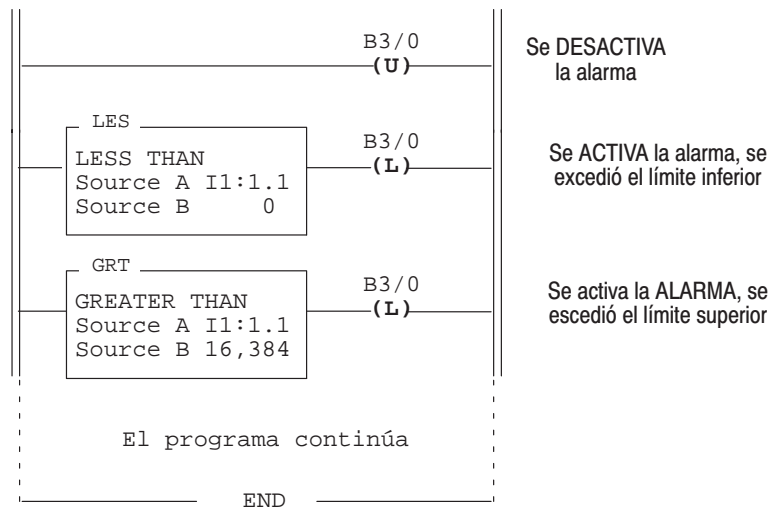 B3/0
(U)
Se DESACTIVA
la alarma
LES
LESS THAN
Source A I1:1.1
Source B 0
B3/0
(L)
Se ACTIVA la alarma, se
excedió el límite inferior
GRT
GREATER THAN
Source A I1:1.1
Source B 16,384
B3/0
(L)
Se activa la ALARMA, se
escedió el límite superior
El programa continúa
END